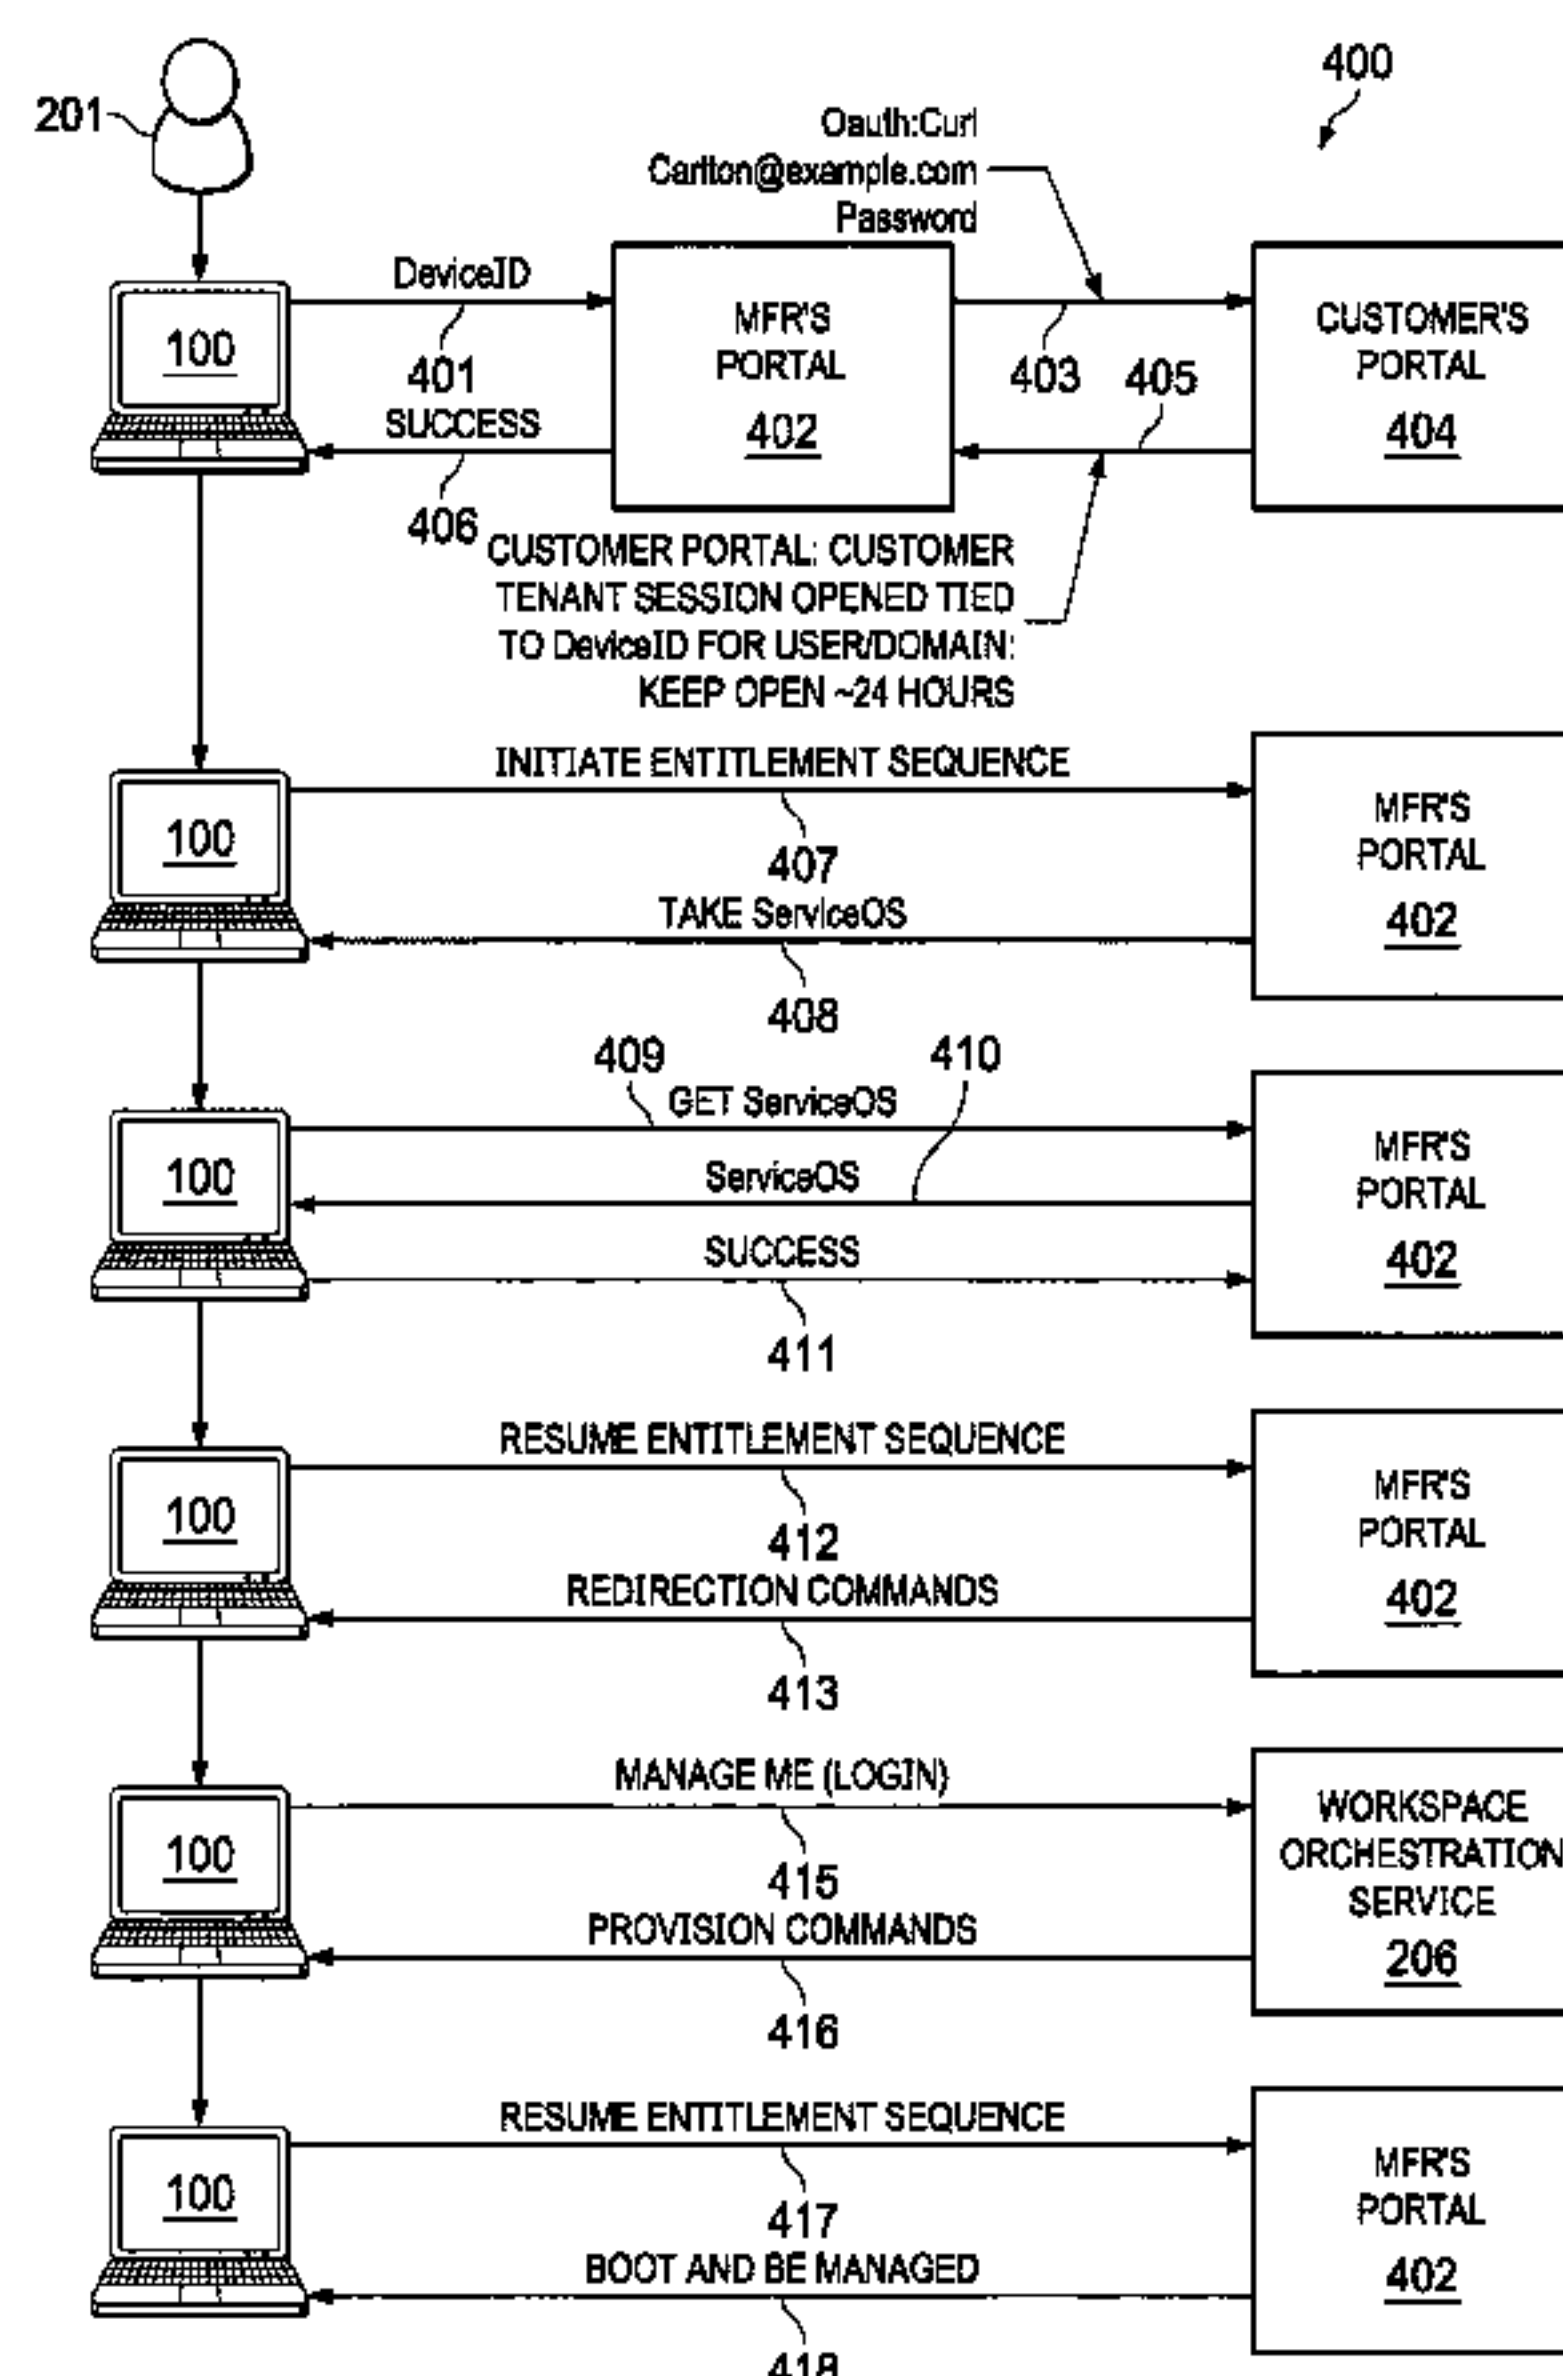 400
201
Oauth:Curl
Carlton@example.com
Password
DeviceID
401
SUCCESS
406
MFR'S
PORTAL
402
403
405
CUSTOMER'S
PORTAL
404
CUSTOMER PORTAL: CUSTOMER
TENANT SESSION OPENED TIED
TO DeviceID FOR USER/DOMAIN:
KEEP OPEN ~24 HOURS
100
INITIATE ENTITLEMENT SEQUENCE
407
TAKE ServiceOS
408
100
MFR'S
PORTAL
402
409
410
GET ServiceOS
ServiceOS
SUCCESS
411
100
MFR'S
PORTAL
402
RESUME ENTITLEMENT SEQUENCE
412
REDIRECTION COMMANDS
413
100
MFR'S
PORTAL
402
MANAGE ME (LOGIN)
415
PROVISION COMMANDS
416
100
WORKSPACE
ORCHESTRATION
SERVICE
206
RESUME ENTITLEMENT SEQUENCE
417
BOOT AND BE MANAGED
418
100
MFR'S
PORTAL
402